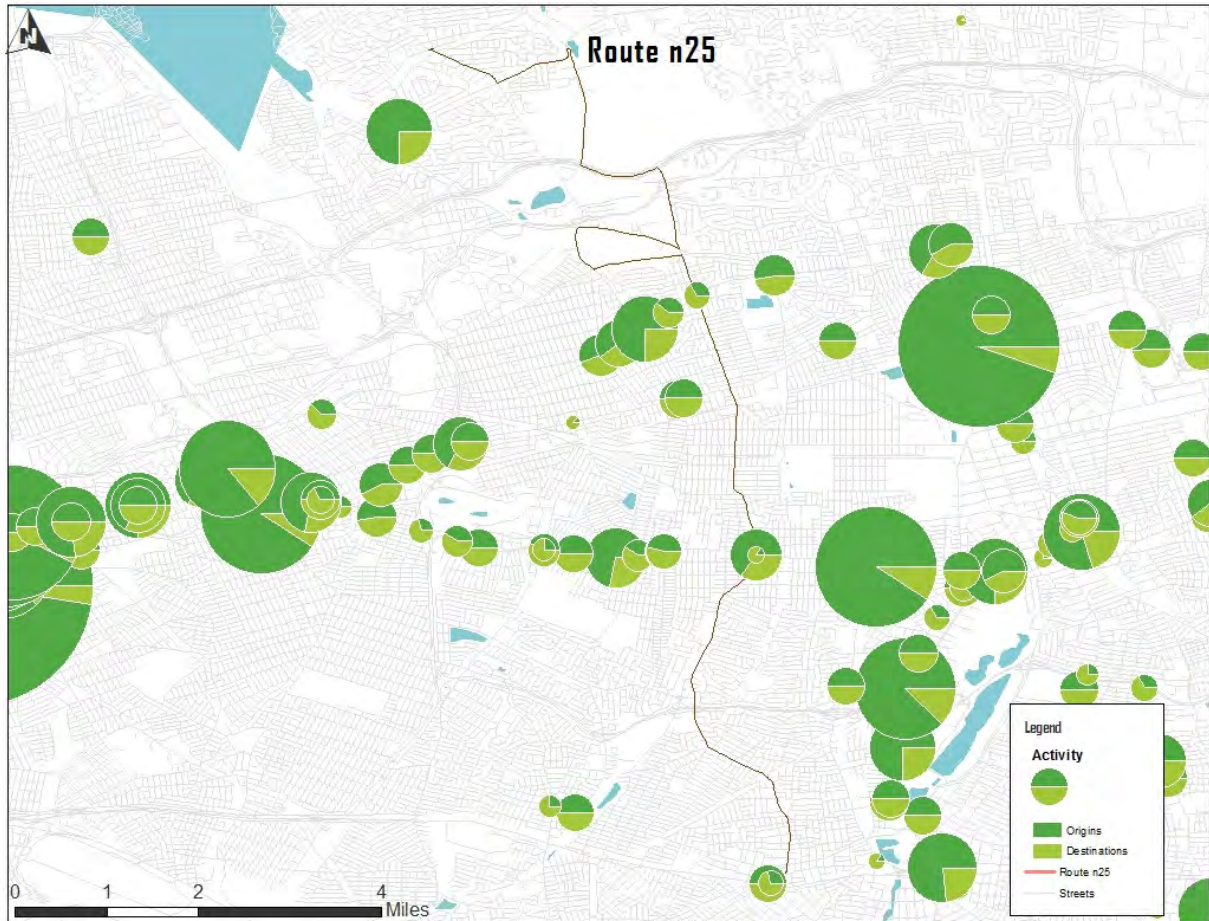 N
Route n25
Legend
Activity
Origins
Destinations
Route n25
Streets
0 1 2 4
Miles